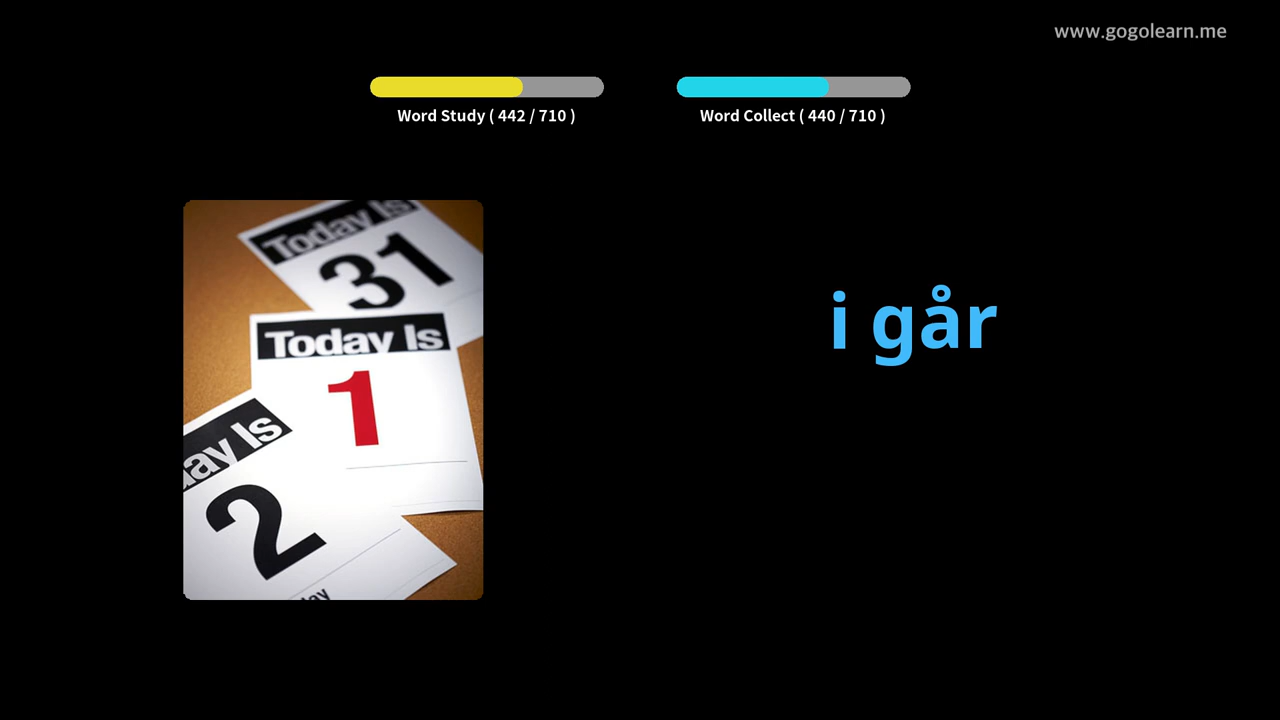 www.gogolearn.me
Word Study ( 442 / 710 )
Word Collect ( 440 / 710 )
Today Is
31
Today Is
1
i går
ay Is
2